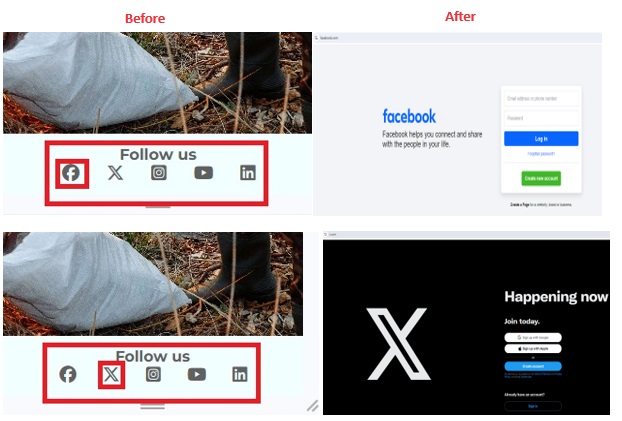 Before
After
facebook.com
Follow us
facebook
Facebook helps you connect and share
with the people in your life.
Email address or phone number
Password
Log in
Forgotten password?
Create new account
Create a Page for a celebrity, brand or business.
Follow us
X
Happening now
Join today.
Sign up with Google
Sign up with Apple
or
Create account
Already have an account?
Sign in